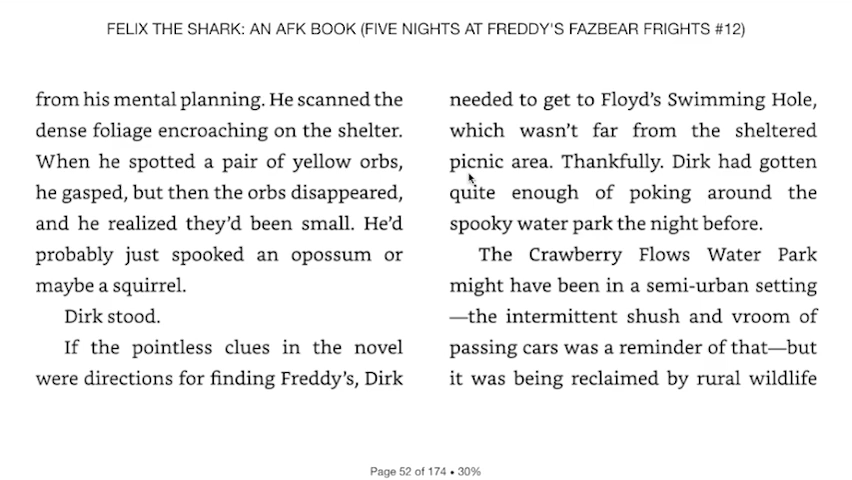 FELIX THE SHARK: AN AFK BOOK (FIVE NIGHTS AT FREDDY'S FAZBEAR FRIGHTS #12)
from his mental planning. He scanned the
dense foliage encroaching on the shelter.
When he spotted a pair of yellow orbs,
he gasped, but then the orbs disappeared,
and he realized they’d been small. He’d
probably just spooked an opossum or
maybe a squirrel.
Dirk stood.
If the pointless clues in the novel
were directions for finding Freddy’s, Dirk
needed to get to Floyd’s Swimming Hole,
which wasn’t far from the sheltered
picnic area. Thankfully. Dirk had gotten
quite enough of poking around the
spooky water park the night before.
The Crawberry Flows Water Park
might have been in a semi-urban setting
—the intermittent shush and vroom of
passing cars was a reminder of that—but
it was being reclaimed by rural wildlife
Page 52 of 174 • 30%